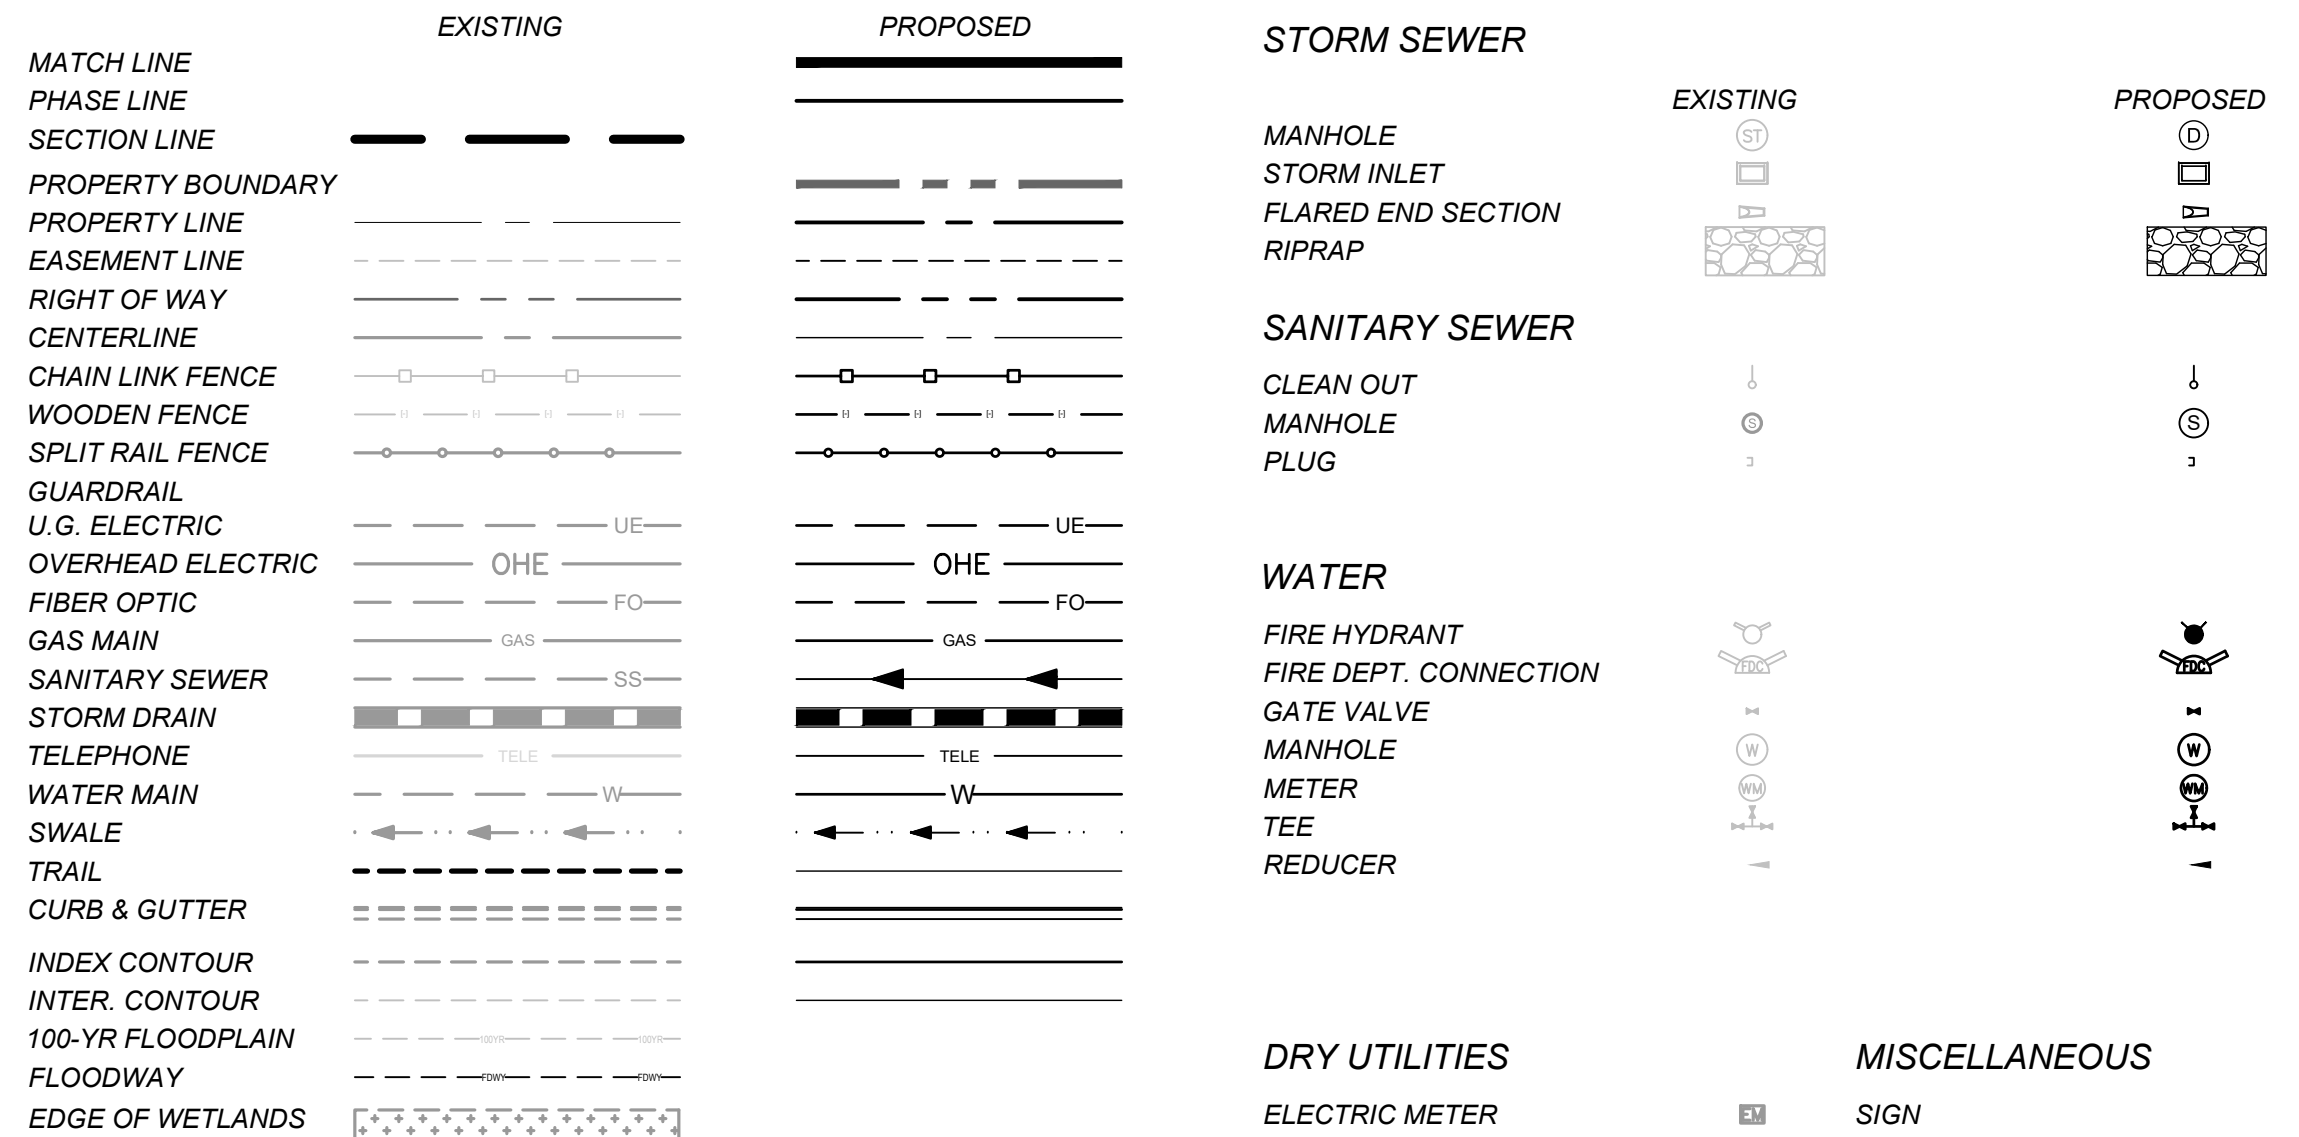 EXISTING PROPOSED
MATCH LINE
PHASE LINE
SECTION LINE
PROPERTY BOUNDARY
PROPERTY LINE
EASEMENT LINE
RIGHT OF WAY
CENTERLINE
CHAIN LINK FENCE
WOODEN FENCE
SPLIT RAIL FENCE
GUARDRAIL
U.G. ELECTRIC UE UE
OVERHEAD ELECTRIC OHE OHE
FIBER OPTIC FO FO
GAS MAIN GAS GAS
SANITARY SEWER SS
STORM DRAIN
TELEPHONE TELE TELE
WATER MAIN W W
SWALE
TRAIL
CURB & GUTTER
INDEX CONTOUR
INTER. CONTOUR
100-YR FLOODPLAIN 100YR 100YR
FLOODWAY FDWY FDWY
EDGE OF WETLANDS
STORM SEWER
EXISTING PROPOSED
MANHOLE ST D
STORM INLET
FLARED END SECTION
RIPRAP
SANITARY SEWER
CLEAN OUT
MANHOLE S S
PLUG
WATER
FIRE HYDRANT
FIRE DEPT. CONNECTION FDC FDC
GATE VALVE
MANHOLE W W
METER WM WM
TEE
REDUCER
DRY UTILITIES
ELECTRIC METER EM
MISCELLANEOUS
SIGN